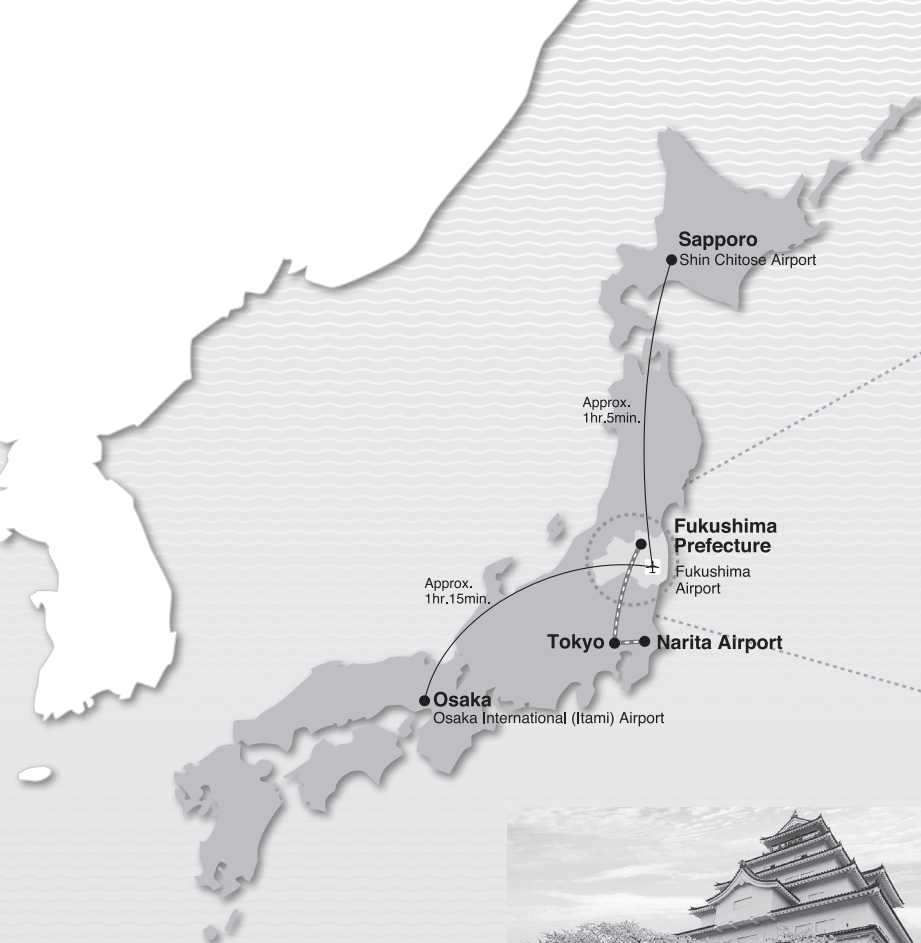 Sapporo
Shin Chitose Airport
Approx.
1hr.5min.
Fukushima
Prefecture
Fukushima
Airport
Approx.
1hr.15min.
Tokyo
Narita Airport
Osaka
Osaka International (Itami) Airport